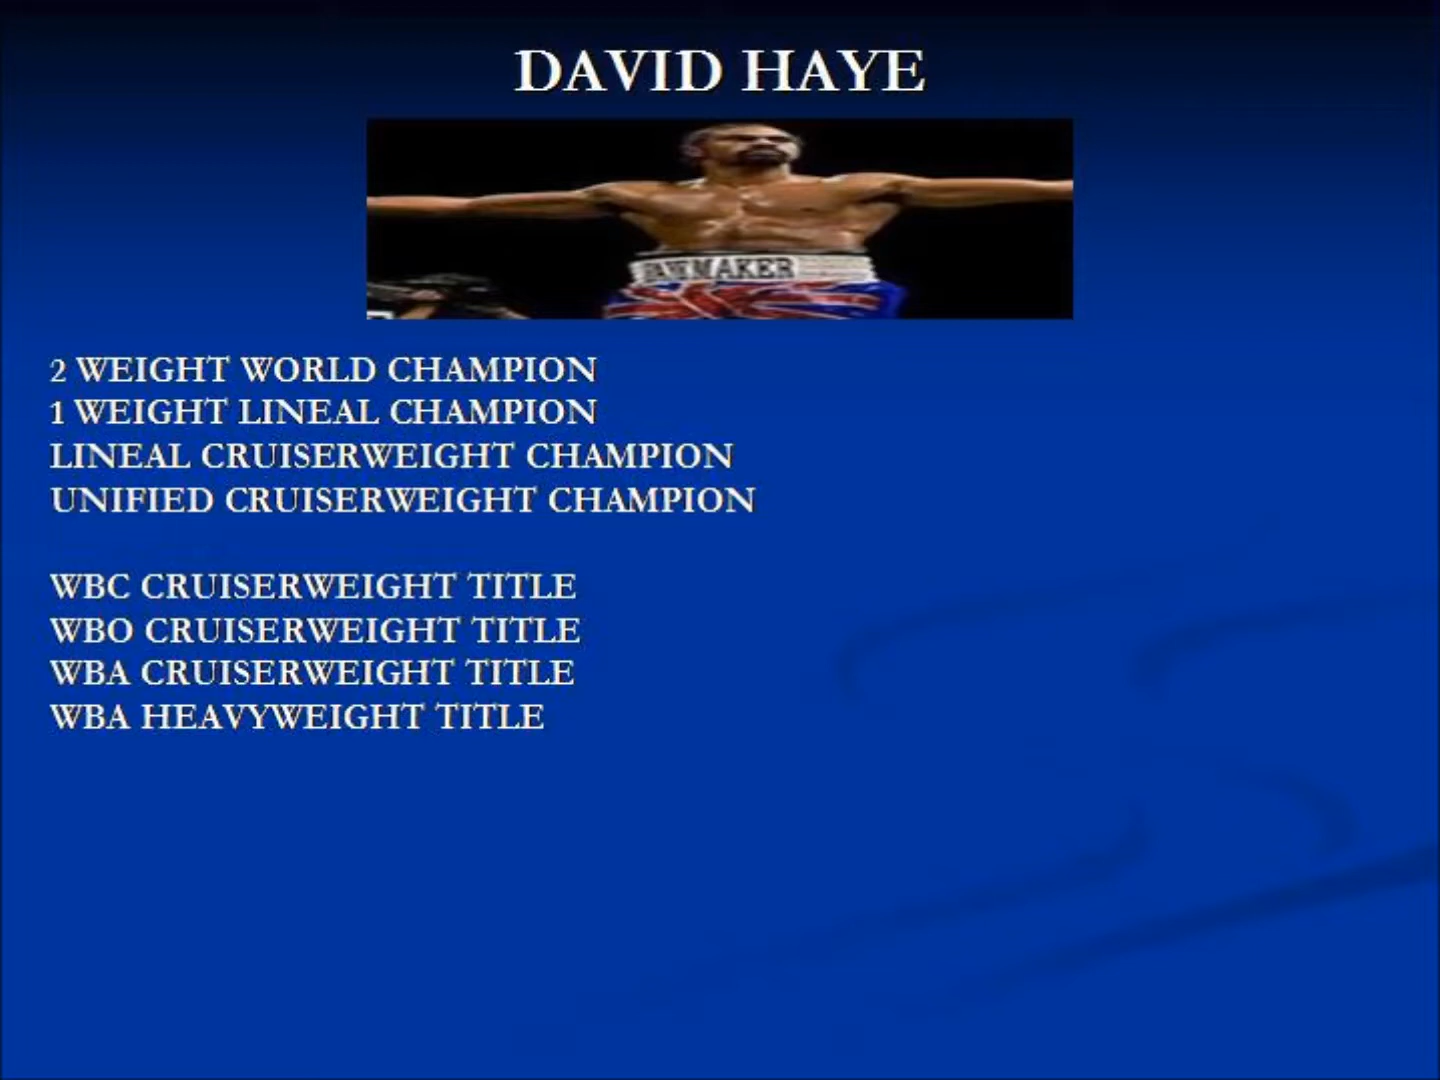 DAVID HAYE
MAKER
2 WEIGHT WORLD CHAMPION
1 WEIGHT LINEAL CHAMPION
LINEAL CRUISERWEIGHT CHAMPION
UNIFIED CRUISERWEIGHT CHAMPION
WBC CRUISERWEIGHT TITLE
WBO CRUISERWEIGHT TITLE
WBA CRUISERWEIGHT TITLE
WBA HEAVYWEIGHT TITLE